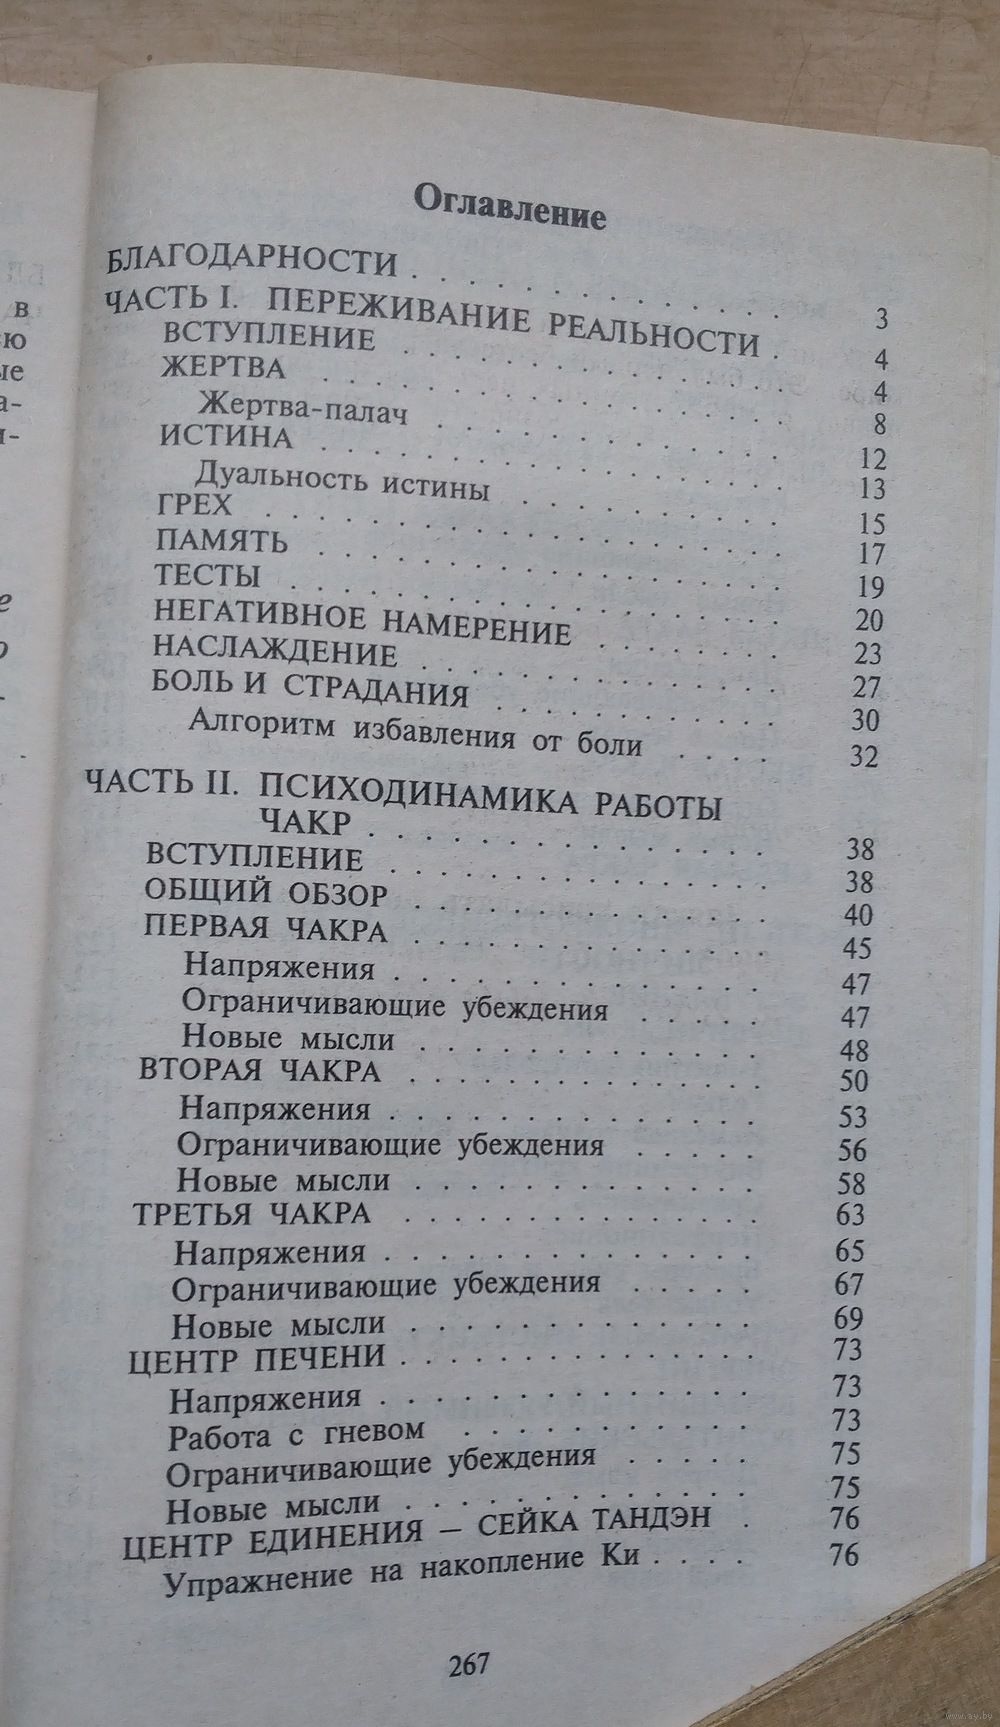 Оглавление
БЛАГОДАРНОСТИ . . . . . . . . . . . . . 3
ЧАСТЬ I. ПЕРЕЖИВАНИЕ РЕАЛЬНОСТИ . 4
ВСТУПЛЕНИЕ . . . . . . . . . . . . . . 4
ЖЕРТВА . . . . . . . . . . . . . . . . 8
Жертва-палач . . . . . . . . . . . . . 12
ИСТИНА . . . . . . . . . . . . . . . . 13
Дуальность истины . . . . . . . . . . 15
ГРЕХ . . . . . . . . . . . . . . . . . 17
ПАМЯТЬ . . . . . . . . . . . . . . . . 19
ТЕСТЫ . . . . . . . . . . . . . . . . 20
НЕГАТИВНОЕ НАМЕРЕНИЕ . . . . . . . 23
НАСЛАЖДЕНИЕ . . . . . . . . . . . . . 27
БОЛЬ И СТРАДАНИЯ . . . . . . . . . . 30
Алгоритм избавления от боли . . . . 32
ЧАСТЬ II. ПСИХОДИНАМИКА РАБОТЫ
ЧАКР . . . . . . . . . . . . . . . 38
ВСТУПЛЕНИЕ . . . . . . . . . . . . . . 38
ОБЩИЙ ОБЗОР . . . . . . . . . . . . . 40
ПЕРВАЯ ЧАКРА . . . . . . . . . . . . . 45
Напряжения . . . . . . . . . . . . . . 47
Ограничивающие убеждения . . . . . 47
Новые мысли . . . . . . . . . . . . . 48
ВТОРАЯ ЧАКРА . . . . . . . . . . . . . 50
Напряжения . . . . . . . . . . . . . . 53
Ограничивающие убеждения . . . . . 56
Новые мысли . . . . . . . . . . . . . 58
ТРЕТЬЯ ЧАКРА . . . . . . . . . . . . . 63
Напряжения . . . . . . . . . . . . . . 65
Ограничивающие убеждения . . . . . 67
Новые мысли . . . . . . . . . . . . . 69
ЦЕНТР ПЕЧЕНИ . . . . . . . . . . . . . 73
Напряжения . . . . . . . . . . . . . . 73
Работа с гневом . . . . . . . . . . . 73
Ограничивающие убеждения . . . . . 75
Новые мысли . . . . . . . . . . . . . 75
ЦЕНТР ЕДИНЕНИЯ – СЕЙКА ТАНДЭН . 76
Упражнение на накопление Ки . . . . 76
267
www.ay.by